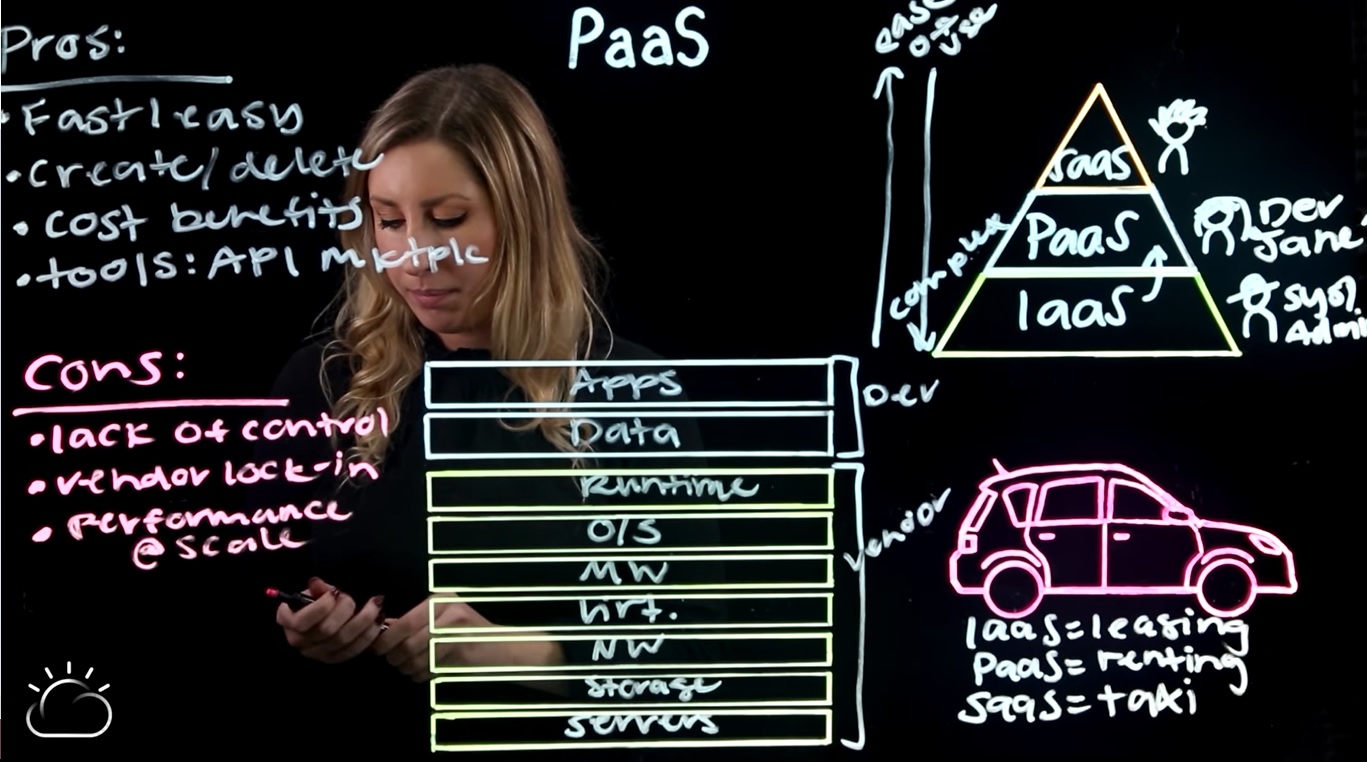 PaaS
Pros:
• Fast/easy
• Create/delete
• cost benefits
• tools: API Mktplc
Cons:
• lack of control
• vendor lock-in
• Performance
@ scale
Apps
Data
Runtime
O/S
MW
Virt.
NW
Storage
Servers
Dev
Vendor
ease
of
use
complex
SaaS
PaaS
IaaS
Dev
Jane
Sys.
Admin
IaaS = leasing
PaaS = renting
SaaS = taxi